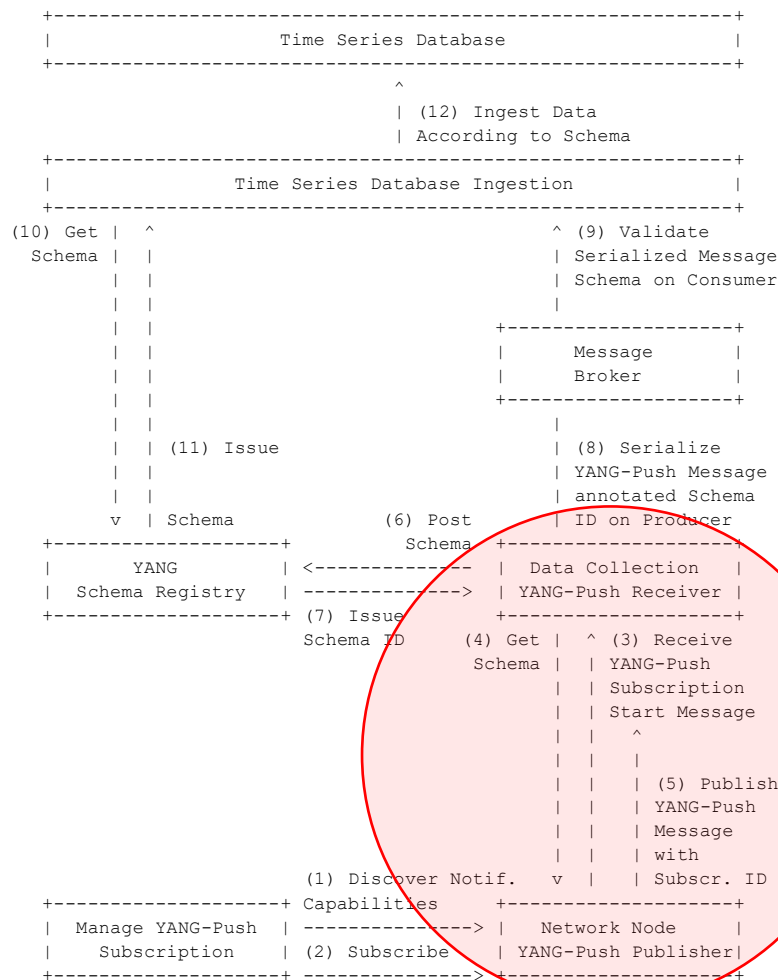 +------------------------------------------------------------+
|                    Time Series Database                    |
+------------------------------------------------------------+
^
| (12) Ingest Data
| According to Schema
+------------------------------------------------------------+
|                Time Series Database Ingestion              |
+------------------------------------------------------------+
(10) Get |  ^                                   ^ (9) Validate
Schema |  |                                   | Serialized Message
|  |                                   | Schema on Consumer
|  |                                   |
|  |                              +--------------------+
|  |                              |       Message      |
|  |                              |       Broker       |
|  |                              +--------------------+
|  |                                   |
|  | (11) Issue                        | (8) Serialize
|  |                                   | YANG-Push Message
|  |                                   | annotated Schema
v  | Schema             (6) Post       | ID on Producer
+--------------------+          Schema  +--------------------+
|        YANG        | <--------------  |  Data Collection   |
|  Schema Registry   | -------------->  | YANG-Push Receiver |
+--------------------+ (7) Issue        +--------------------+
Schema ID     (4) Get |  ^ (3) Receive
Schema |  | YANG-Push
|  | Subscription
|  | Start Message
|  |   ^
|  |   |
|  |   | (5) Publish
|  |   | YANG-Push
|  |   | Message
|  |   | with
(1) Discover Notif.   v  |   | Subscr. ID
+--------------------+ Capabilities     +--------------------+
|  Manage YANG-Push  | ---------------> |   Network Node     |
|    Subscription    | (2) Subscribe    | YANG-Push Publisher|
+--------------------+ ---------------> +--------------------+